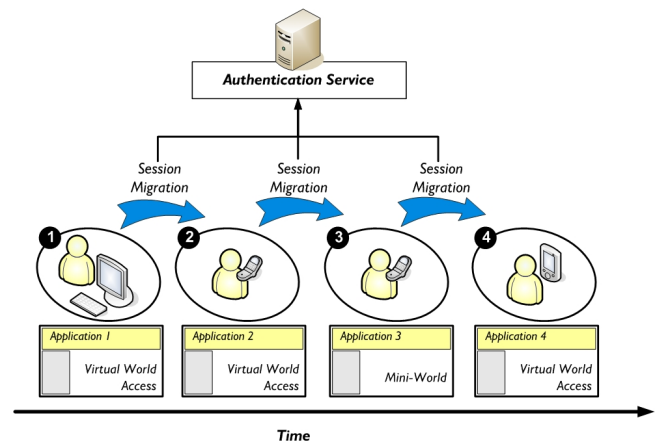 Authentication Service
Session
Migration
Session
Migration
Session
Migration
1
2
3
4
Application 1
Virtual World
Access
Application 2
Virtual World
Access
Application 3
Mini-World
Application 4
Virtual World
Access
Time